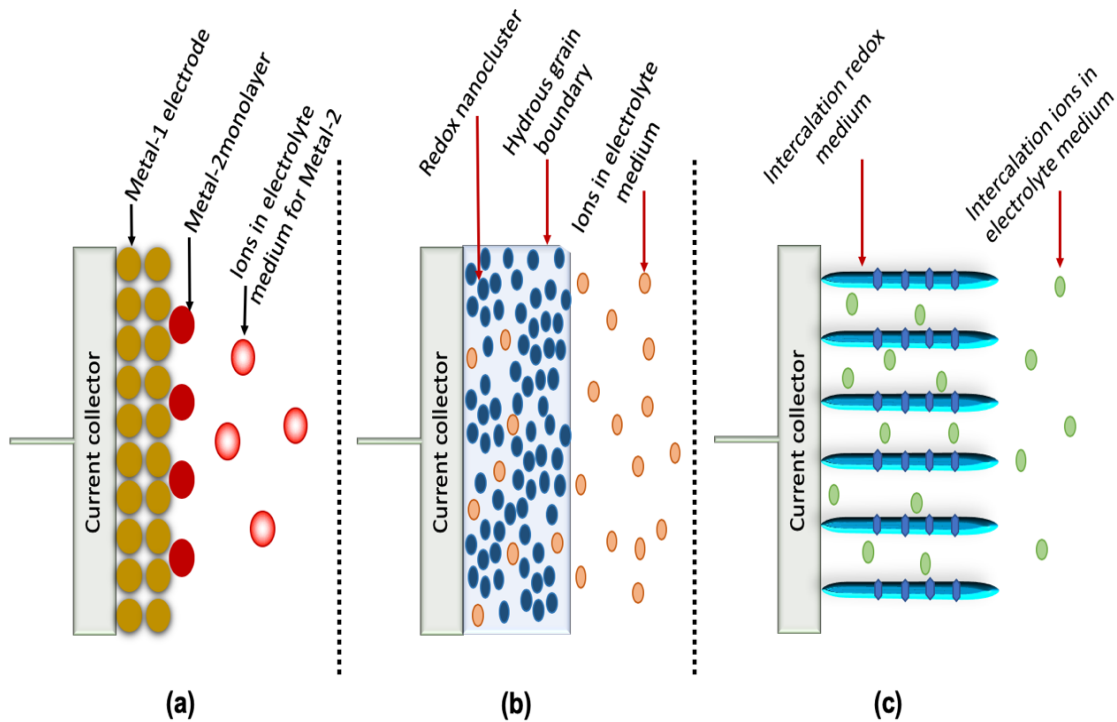 Metal-1 electrode
Metal-2monolayer
Ions in electrolyte
medium for Metal-2
Current collector
(a)
Redox nanocluster
Hydrous grain
boundary
Ions in electrolyte
medium
Current collector
(b)
Intercalation redox
medium
Intercalation ions in
electrolyte medium
Current collector
(c)